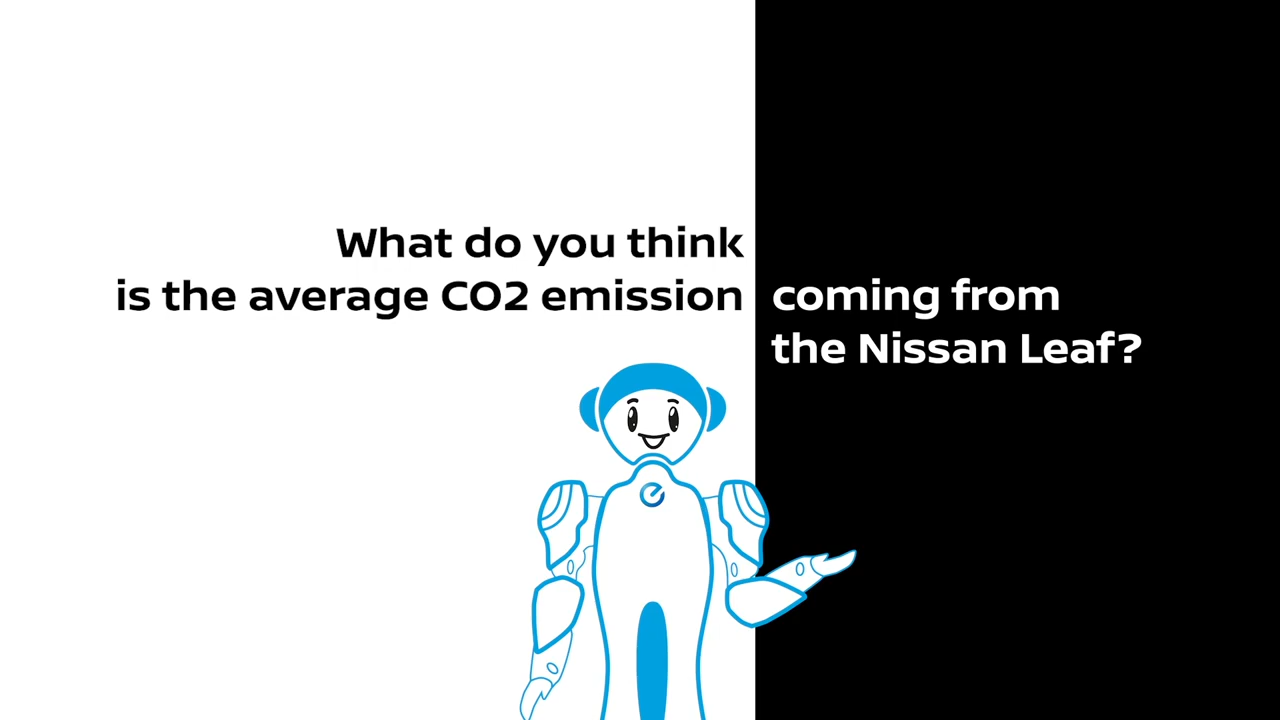 What do you think
is the average CO2 emission coming from
the Nissan Leaf?